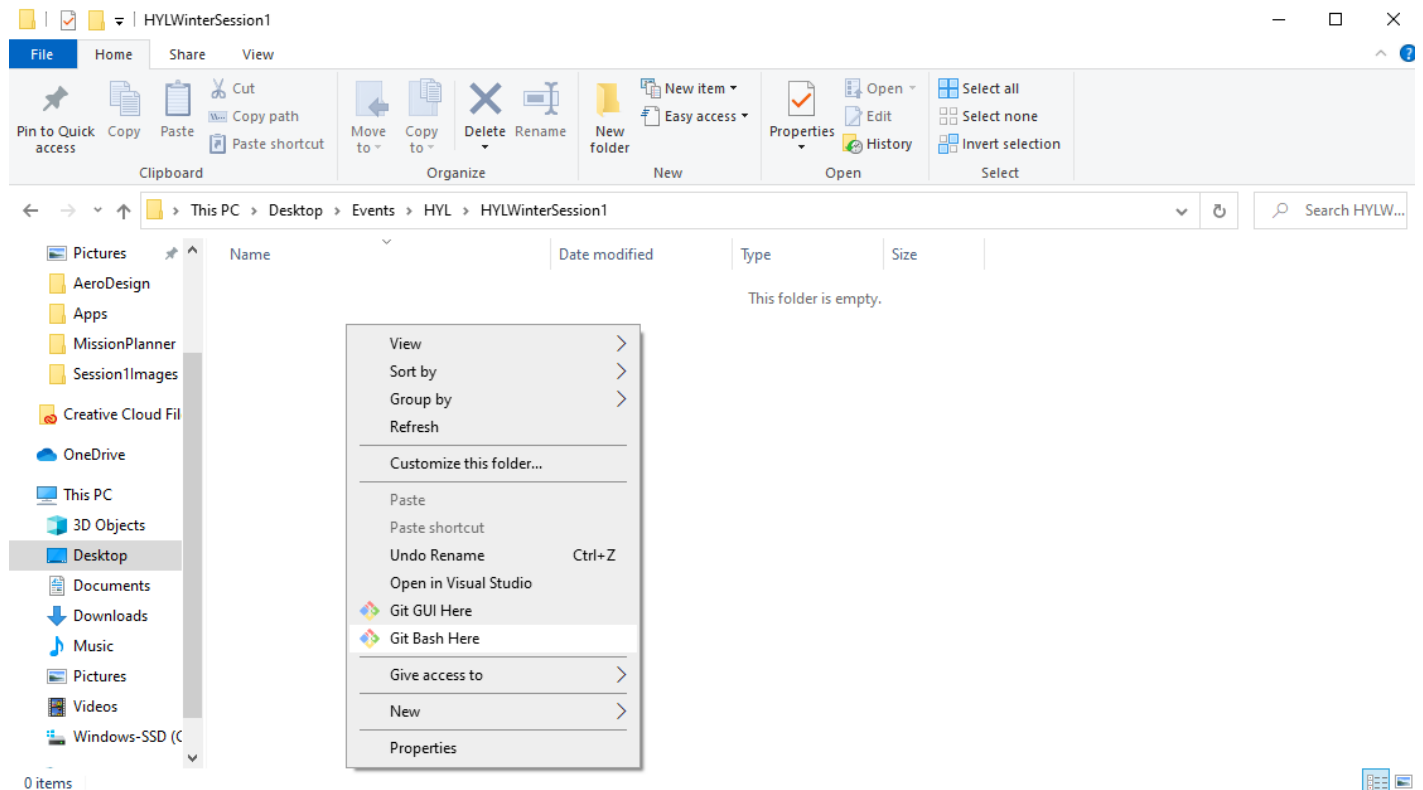 HYLWinterSession1
File Home Share View
Pin to Quick access
Copy
Paste
Cut
Copy path
Paste shortcut
Clipboard
Move to
Copy to
Delete
Rename
Organize
New folder
New item
Easy access
New
Properties
Open
Edit
History
Open
Select all
Select none
Invert selection
Select
This PC > Desktop > Events > HYL > HYLWinterSession1
Search HYLW...
Name Date modified Type Size
This folder is empty.
Pictures
AeroDesign
Apps
MissionPlanner
Session1Images
Creative Cloud Fil
OneDrive
This PC
3D Objects
Desktop
Documents
Downloads
Music
Pictures
Videos
Windows-SSD (C
View
Sort by
Group by
Refresh
Customize this folder...
Paste
Paste shortcut
Undo Rename Ctrl+Z
Open in Visual Studio
Git GUI Here
Git Bash Here
Give access to
New
Properties
0 items